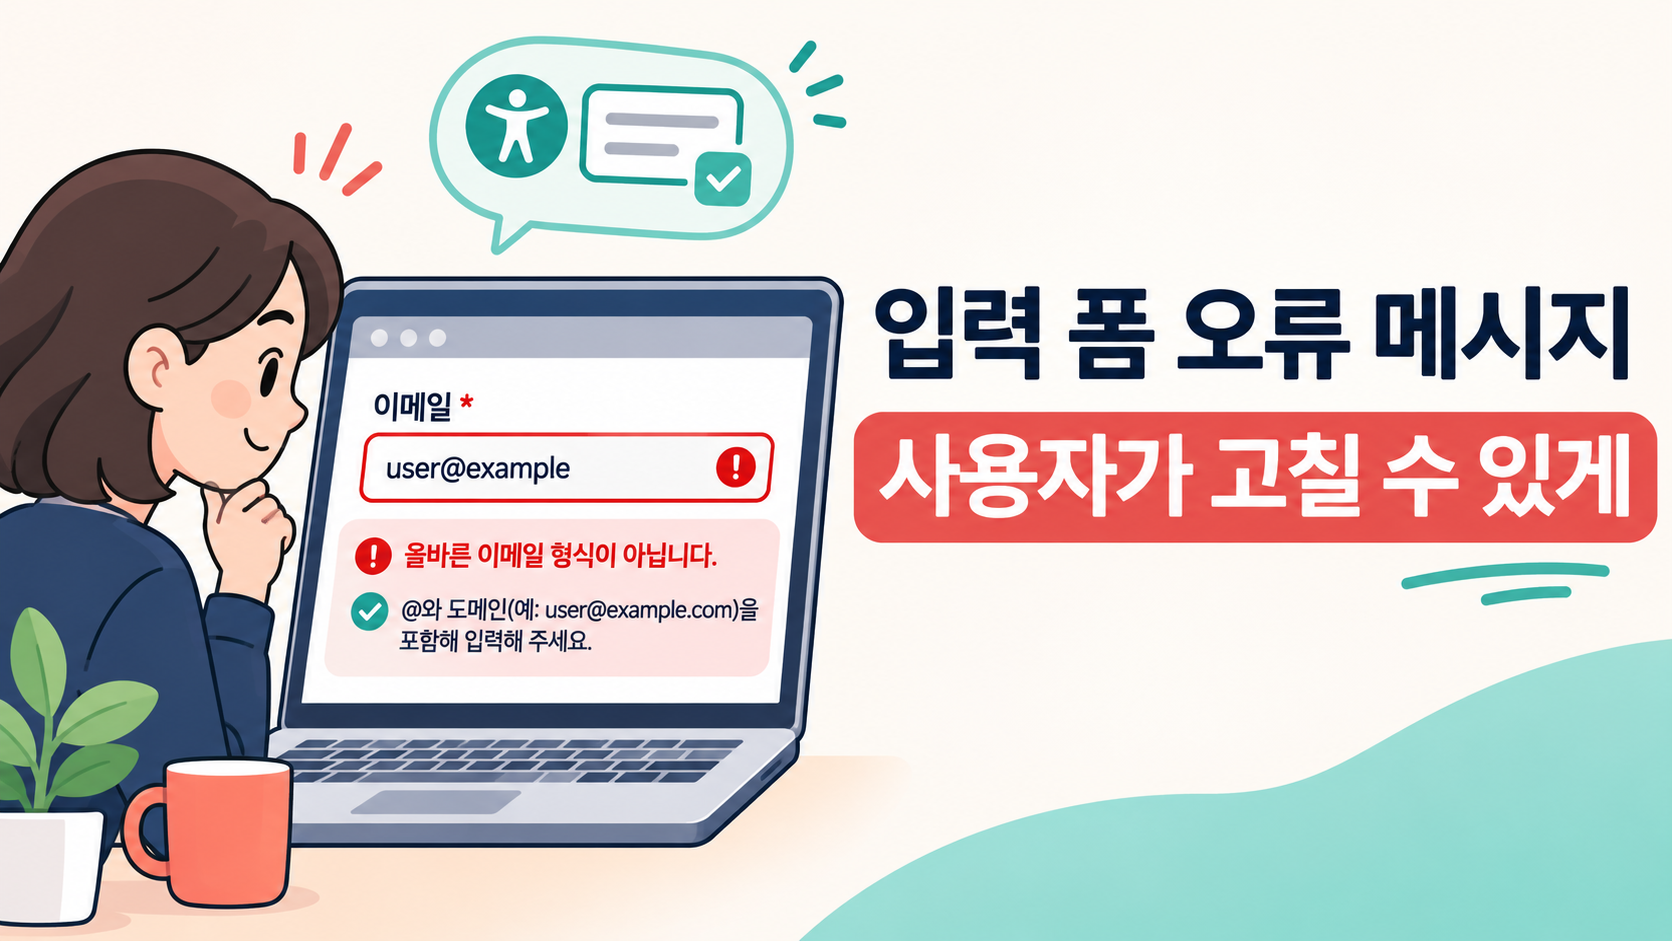 입력 폼 오류 메시지
사용자가 고칠 수 있게
이메일 *
user@example
올바른 이메일 형식이 아닙니다.
@와 도메인(예: user@example.com)을
포함해 입력해 주세요.